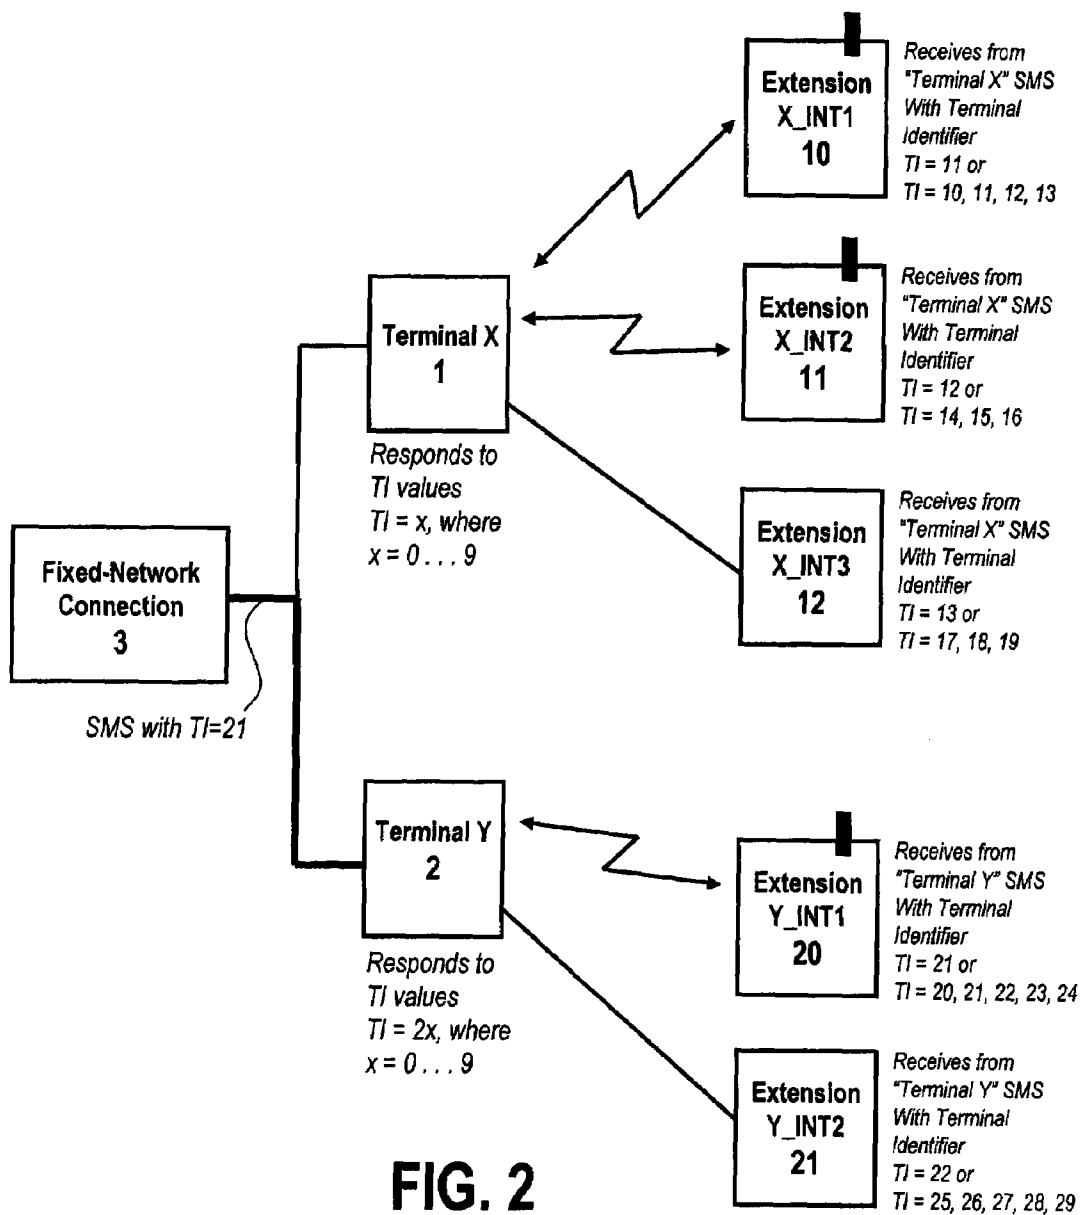 Extension
X_INT1
10
Receives from
"Terminal X" SMS
With Terminal
Identifier
TI = 11 or
TI = 10, 11, 12, 13
Extension
X_INT2
11
Receives from
"Terminal X" SMS
With Terminal
Identifier
TI = 12 or
TI = 14, 15, 16
Terminal X
1
Responds to
TI values
TI = x, where
x = 0 . . . 9
Extension
X_INT3
12
Receives from
"Terminal X" SMS
With Terminal
Identifier
TI = 13 or
TI = 17, 18, 19
Fixed-Network
Connection
3
SMS with TI=21
Terminal Y
2
Responds to
TI values
TI = 2x, where
x = 0 . . . 9
Extension
Y_INT1
20
Receives from
"Terminal Y" SMS
With Terminal
Identifier
TI = 21 or
TI = 20, 21, 22, 23, 24
Extension
Y_INT2
21
Receives from
"Terminal Y" SMS
With Terminal
Identifier
TI = 22 or
TI = 25, 26, 27, 28, 29
FIG. 2